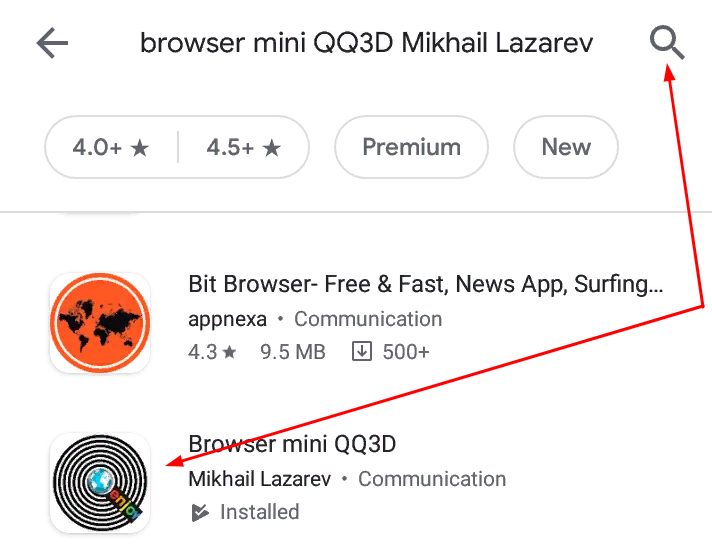 browser mini QQ3D Mikhail Lazarev
4.0+ ★ 4.5+ ★ Premium New
Bit Browser- Free & Fast, News App, Surfing...
appnexa • Communication
4.3 ★ 9.5 MB 500+
Browser mini QQ3D
enjoy
Mikhail Lazarev • Communication
Installed